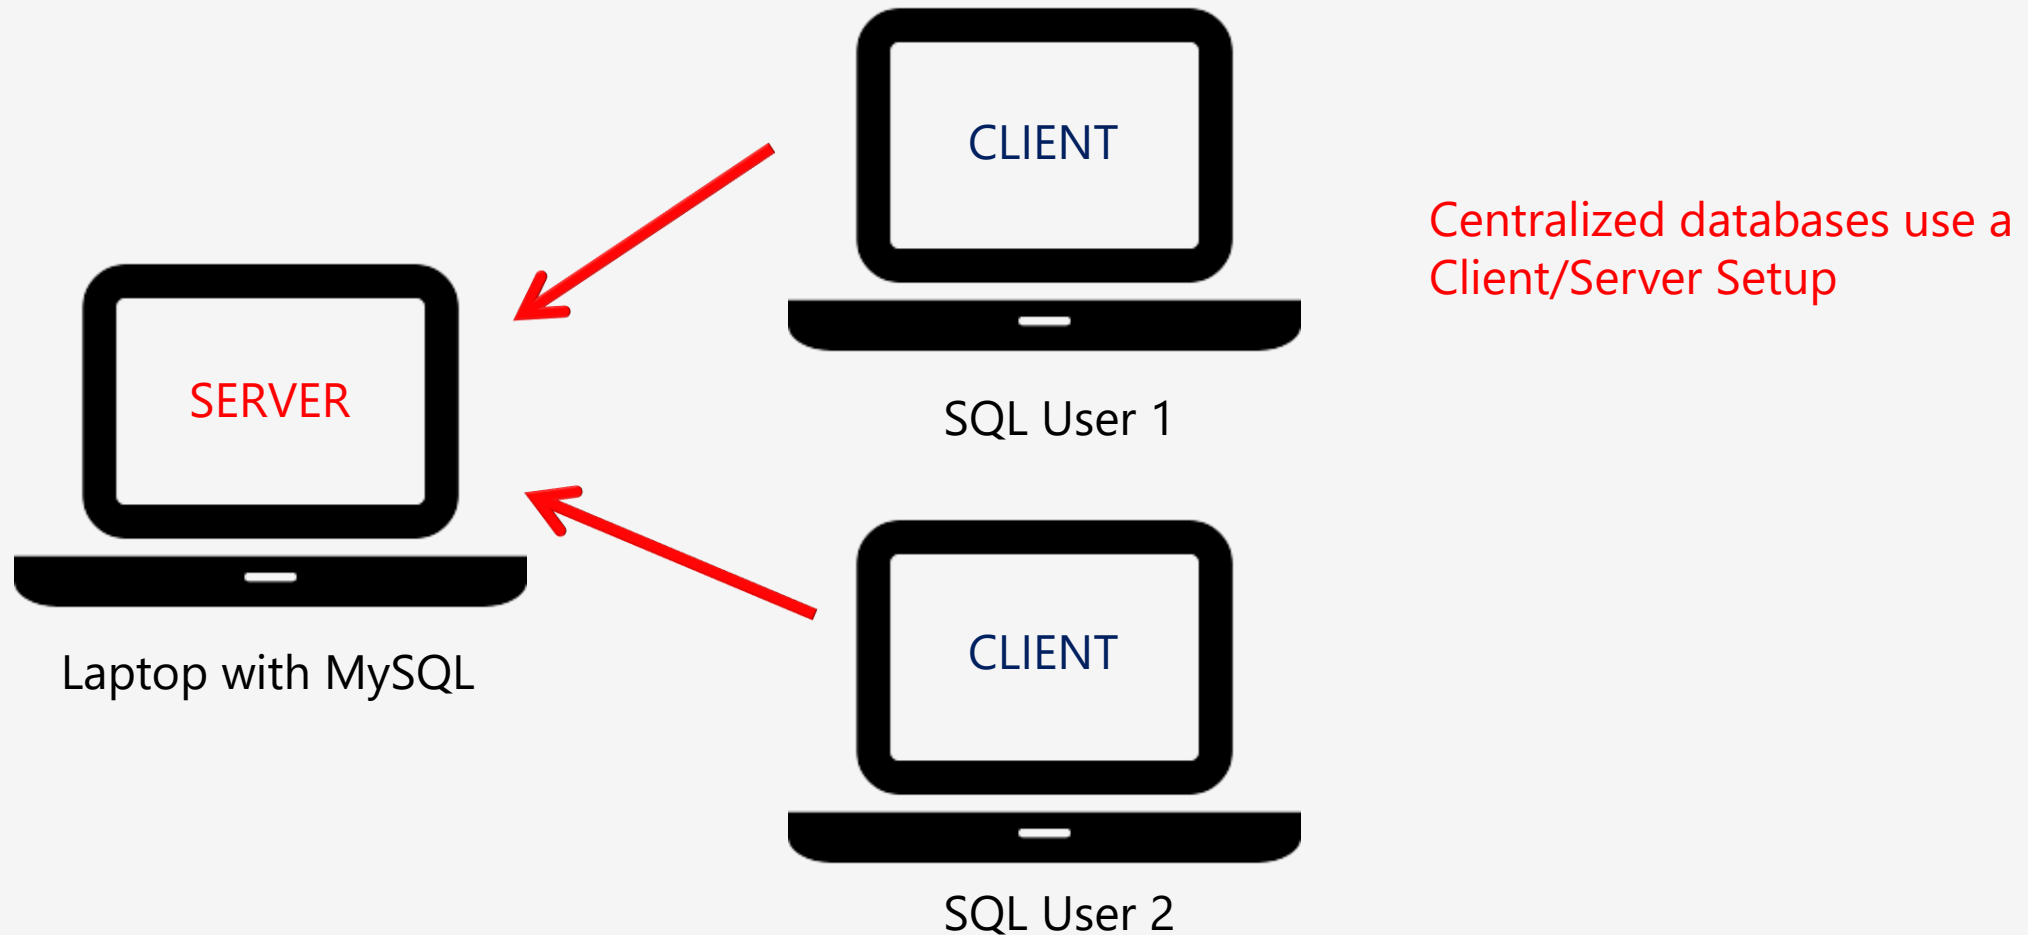 CLIENT
Centralized databases use a
Client/Server Setup
SERVER
SQL User 1
Laptop with MySQL
CLIENT
SQL User 2